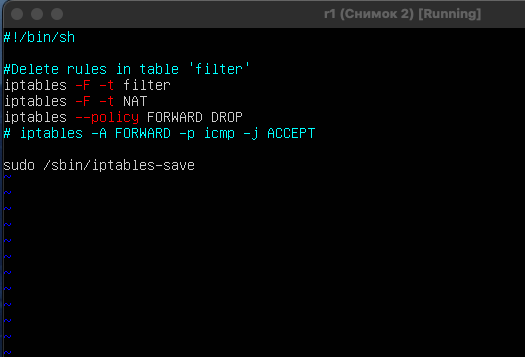 r1 (Снимок 2) [Running]
#!/bin/sh
#Delete rules in table 'filter'
iptables -F -t filter
iptables -F -t NAT
iptables --policy FORWARD DROP
# iptables -A FORWARD -p icmp -j ACCEPT
sudo /sbin/iptables-save
~
~
~
~
~
~
~
~
~
~
~
~